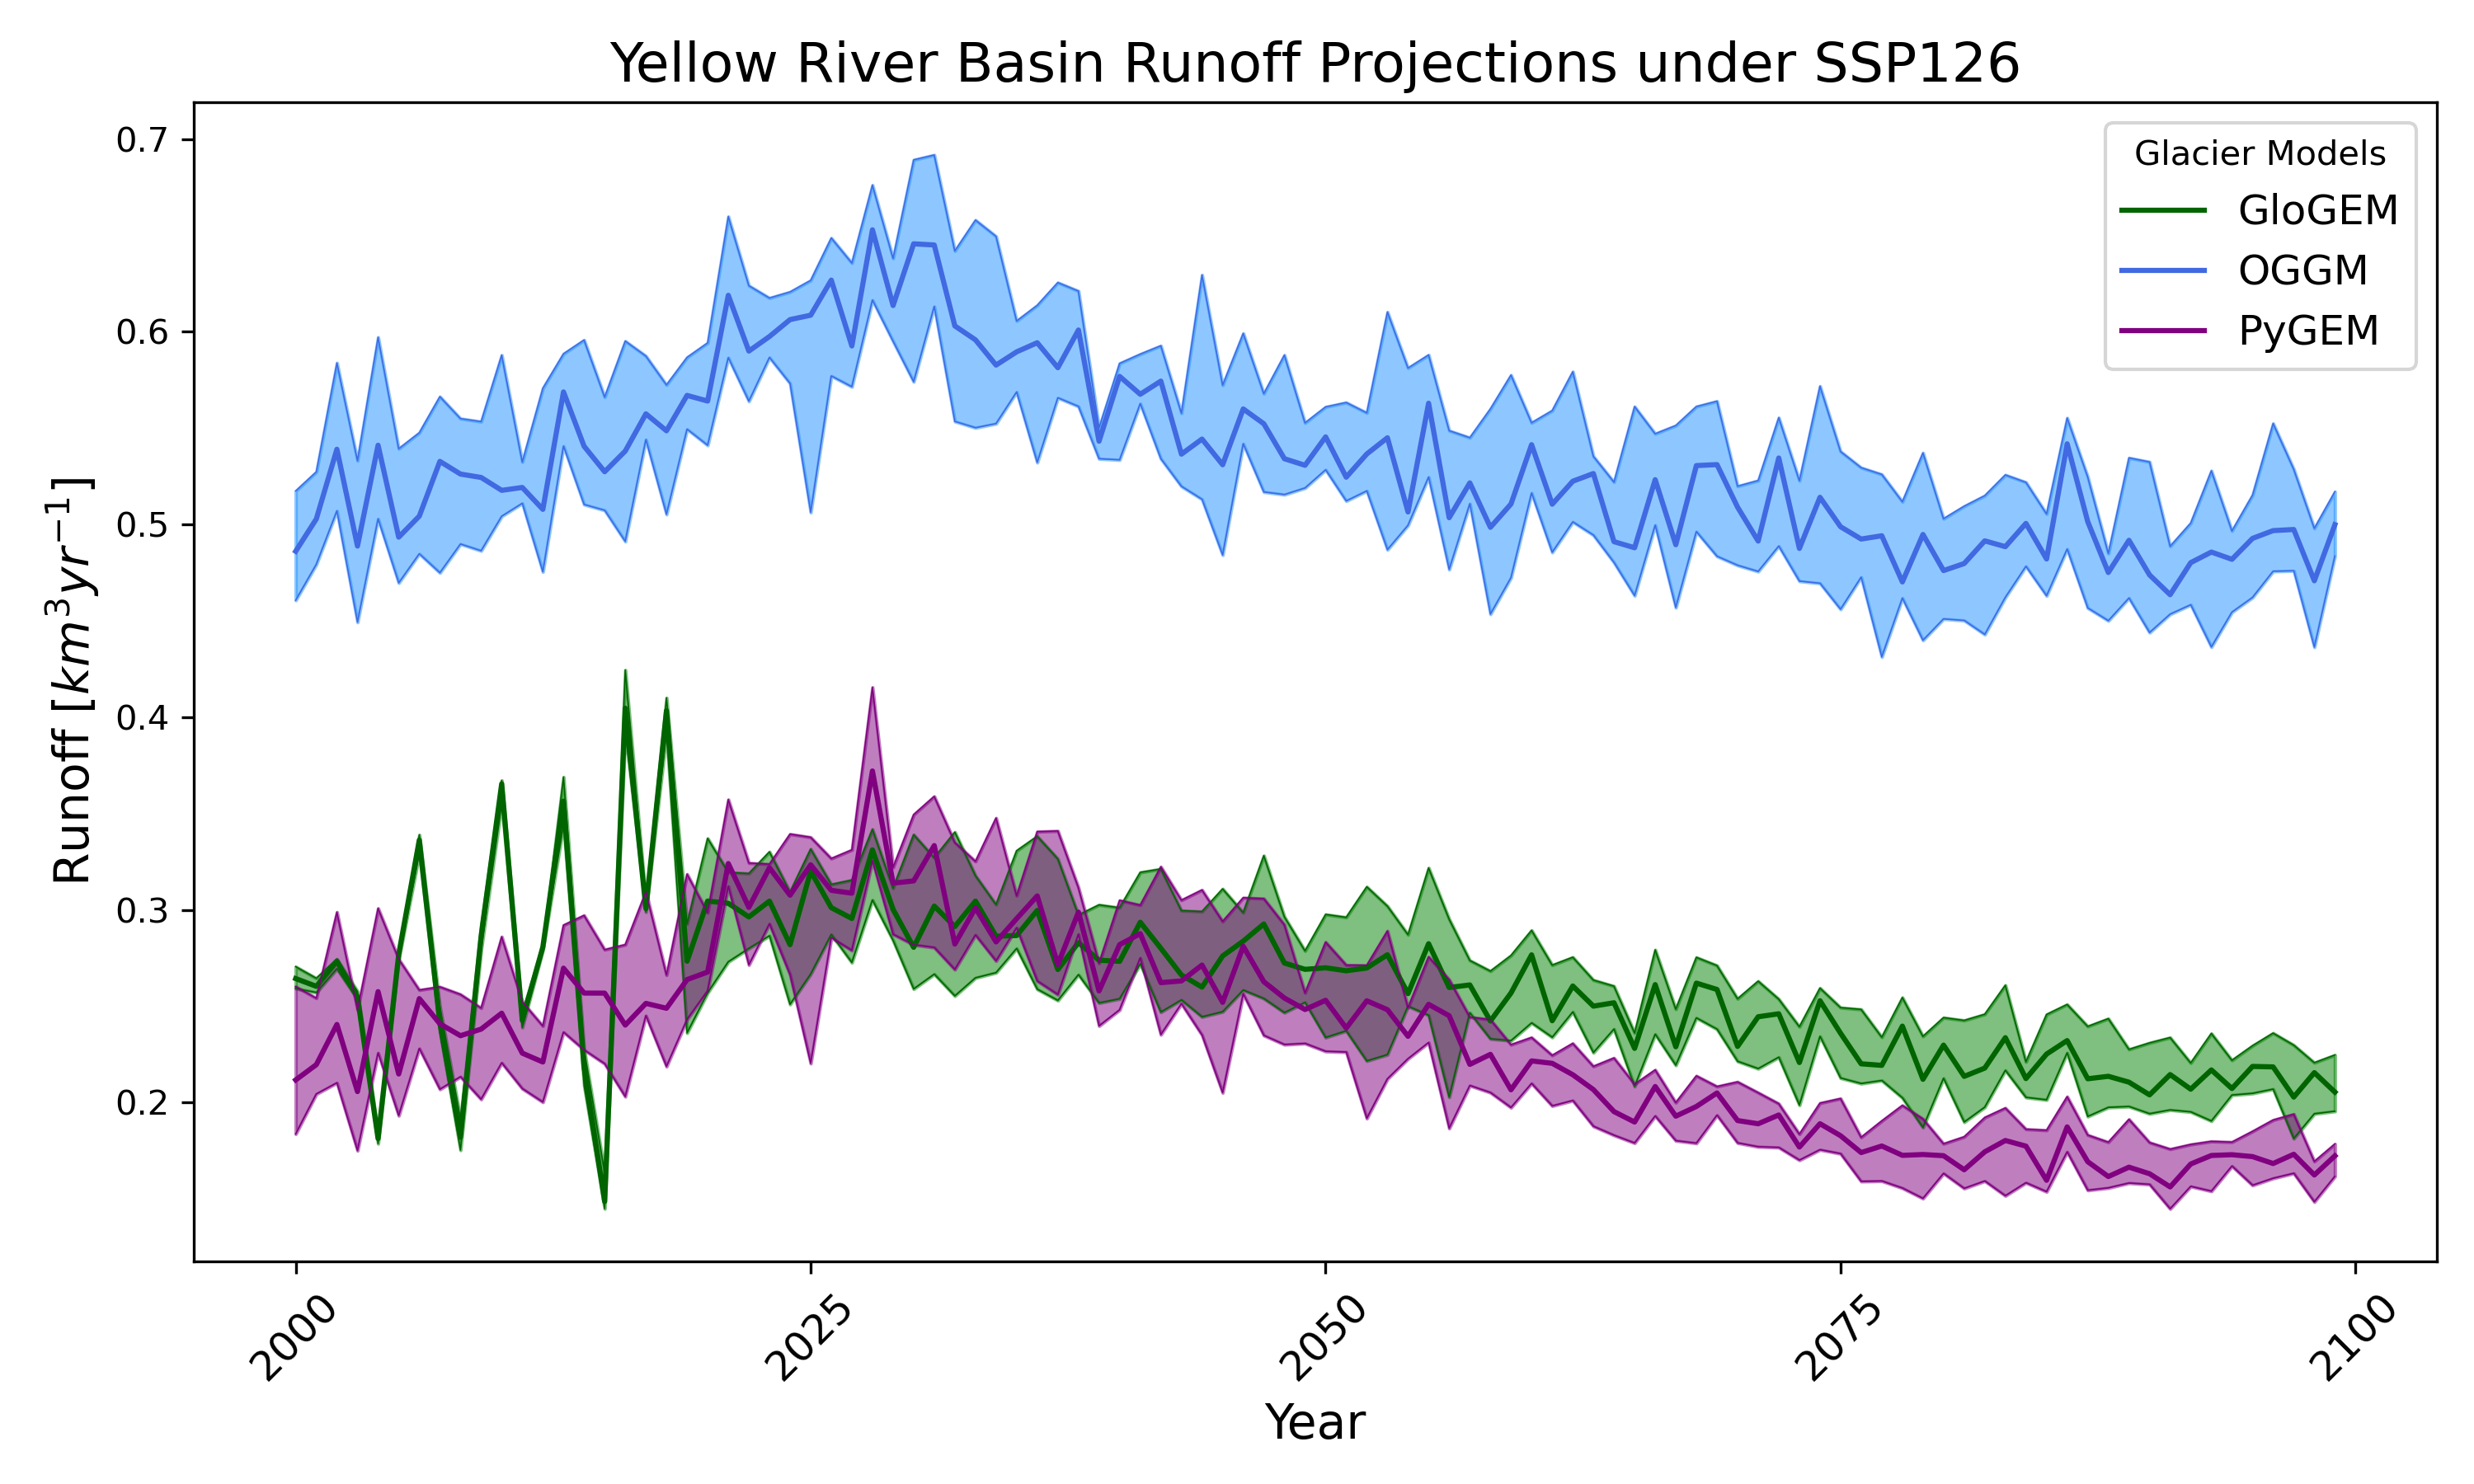 Yellow River Basin Runoff Projections under SSP126
Glacier Models
GloGEM
OGGM
PyGEM
Runoff [km³yr⁻¹]
0.7
0.6
0.5
0.4
0.3
0.2
2000
2025
2050
2075
2100
Year